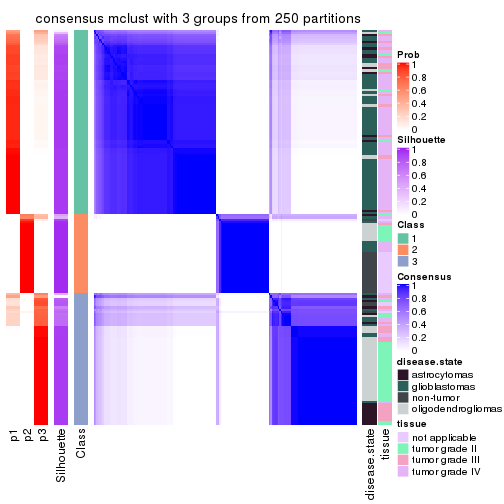 consensus mclust with 3 groups from 250 partitions
p1
p2
p3
Silhouette
Class
disease.state
tissue
Prob
1
0.8
0.6
0.4
0.2
0
Silhouette
1
0.8
0.6
0.4
0.2
0
Class
1
2
3
Consensus
1
0.8
0.6
0.4
0.2
0
disease.state
astrocytomas
glioblastomas
non-tumor
oligodendrogliomas
tissue
not applicable
tumor grade II
tumor grade III
tumor grade IV